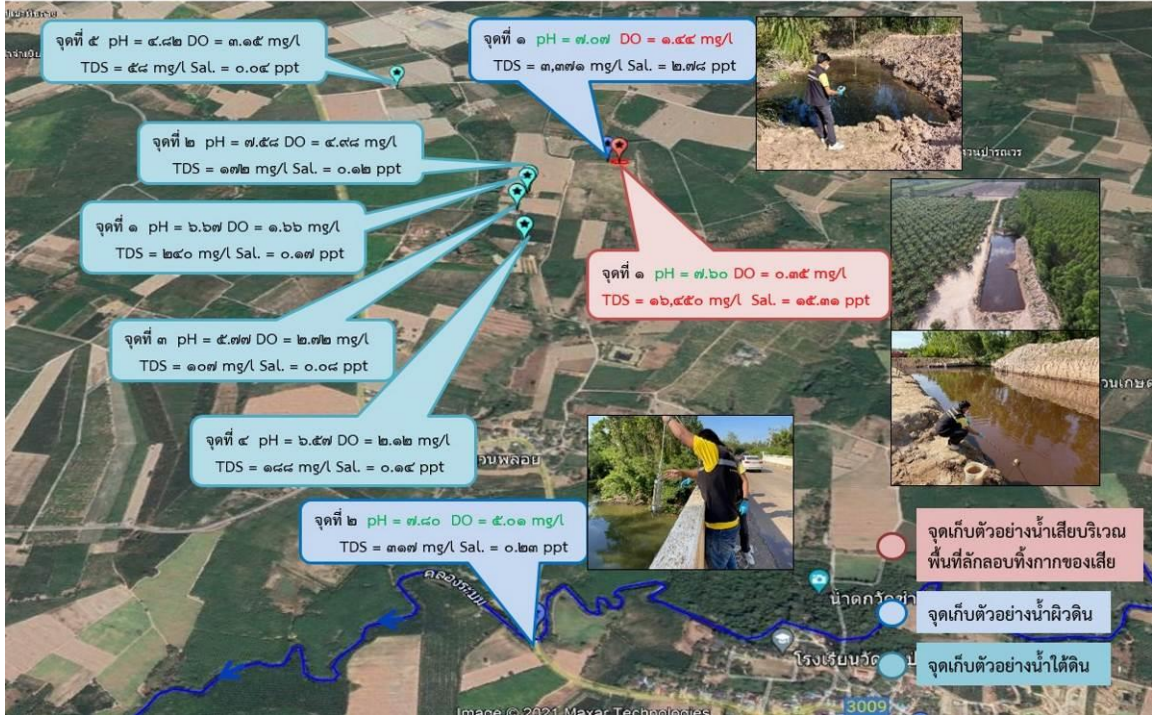 จุดที่ ๕ pH = ๔.๘๒ DO = ๓.๑๕ mg/l
TDS = ๕๘ mg/l Sal. = ๐.๐๔ ppt
จุดที่ ๑ pH = ๗.๐๗ DO = ๑.๔๔ mg/l
TDS = ๓,๓๗๑ mg/l Sal. = ๒.๗๘ ppt
จุดที่ ๒ pH = ๗.๕๘ DO = ๔.๙๘ mg/l
TDS = ๑๗๒ mg/l Sal. = ๐.๑๒ ppt
จุดที่ ๑ pH = ๖.๖๗ DO = ๑.๖๖ mg/l
TDS = ๒๔๐ mg/l Sal. = ๐.๑๗ ppt
จุดที่ ๑ pH = ๗.๖๐ DO = ๐.๓๕ mg/l
TDS = ๑๖,๔๕๐ mg/l Sal. = ๑๕.๓๑ ppt
จุดที่ ๓ pH = ๕.๗๗ DO = ๒.๗๒ mg/l
TDS = ๑๐๗ mg/l Sal. = ๐.๐๘ ppt
จุดที่ ๔ pH = ๖.๕๗ DO = ๒.๑๒ mg/l
TDS = ๑๘๘ mg/l Sal. = ๐.๑๔ ppt
วนพลอย
จุดที่ ๒ pH = ๗.๘๐ DO = ๕.๐๑ mg/l
TDS = ๓๑๗ mg/l Sal. = ๐.๒๓ ppt
จุดเก็บตัวอย่างน้ำเสียบริเวณ
พื้นที่ลักลอบทิ้งกากของเสีย
คลองระบม
จุดเก็บตัวอย่างน้ำผิวดิน
จุดเก็บตัวอย่างน้ำใต้ดิน
3009
Image © 2021 Maxar Technologies